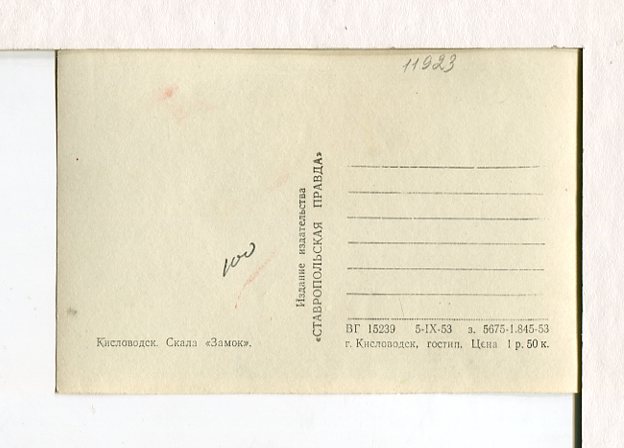 11923
Издание издательства
«СТАВРОПОЛЬСКАЯ ПРАВДА»
100
Кисловодск. Скала «Замок».
ВГ 15239 5-IX-53 з. 5675-1.845-53
г. Кисловодск, гостип. Цена 1 р. 50 к.